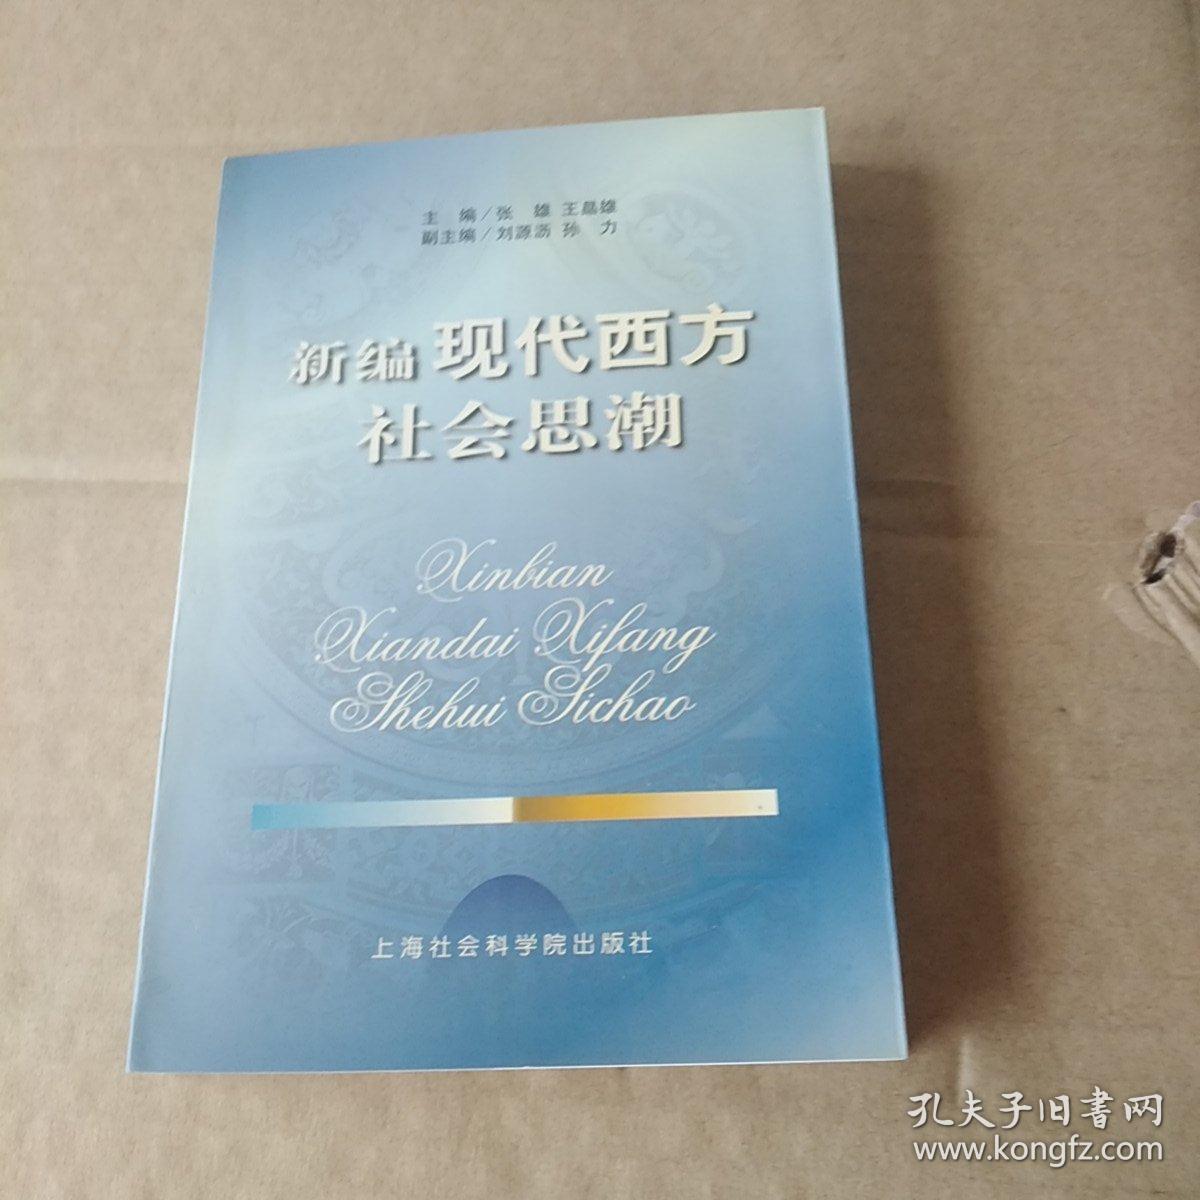 主 编／张 雄 王晶雄
副主编／刘源沥 孙 力
新编 现代西方
社会思潮
Xinbian
Xiandai Xifang
Shehui Sichao
上海社会科学院出版社
孔夫子旧书网
www.kongfz.com